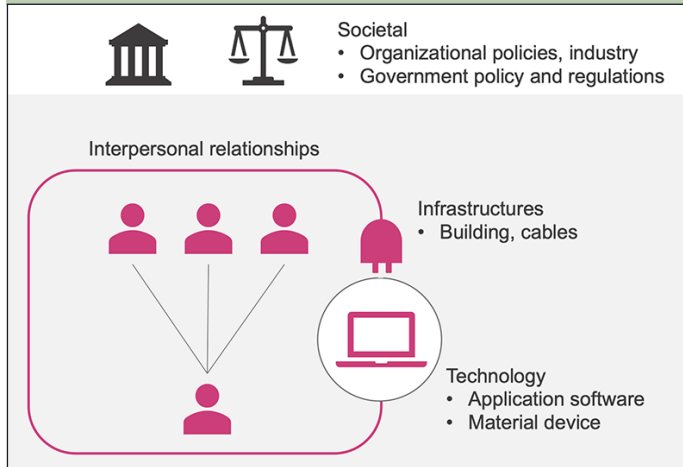 Societal
• Organizational policies, industry
• Government policy and regulations
Interpersonal relationships
Infrastructures
• Building, cables
Technology
• Application software
• Material device